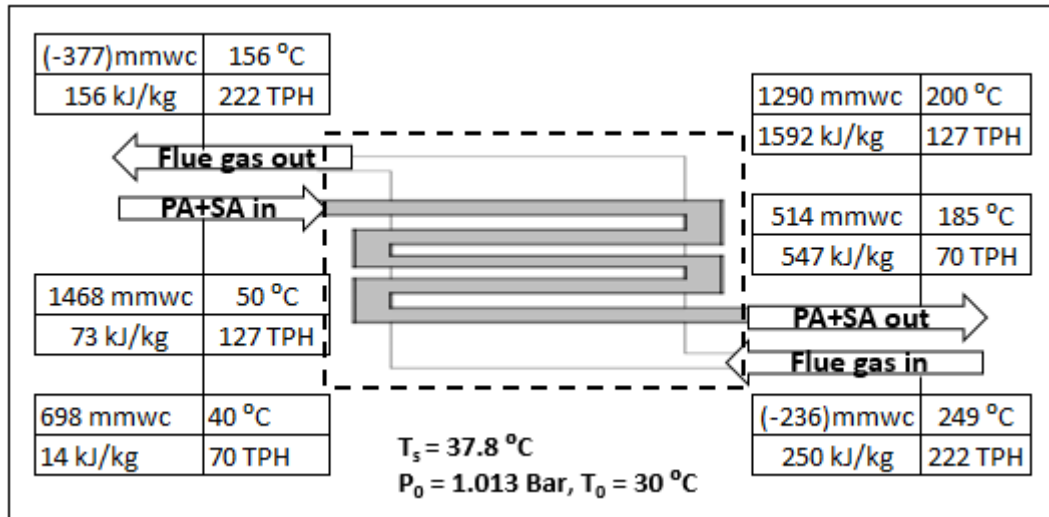 (-377)mmwc 156 °C
156 kJ/kg 222 TPH
Flue gas out
PA+SA in
1468 mmwc 50 °C
73 kJ/kg 127 TPH
698 mmwc 40 °C
14 kJ/kg 70 TPH
1290 mmwc 200 °C
1592 kJ/kg 127 TPH
514 mmwc 185 °C
547 kJ/kg 70 TPH
PA+SA out
Flue gas in
(-236)mmwc 249 °C
250 kJ/kg 222 TPH
Tₛ = 37.8 °C
P₀ = 1.013 Bar, T₀ = 30 °C